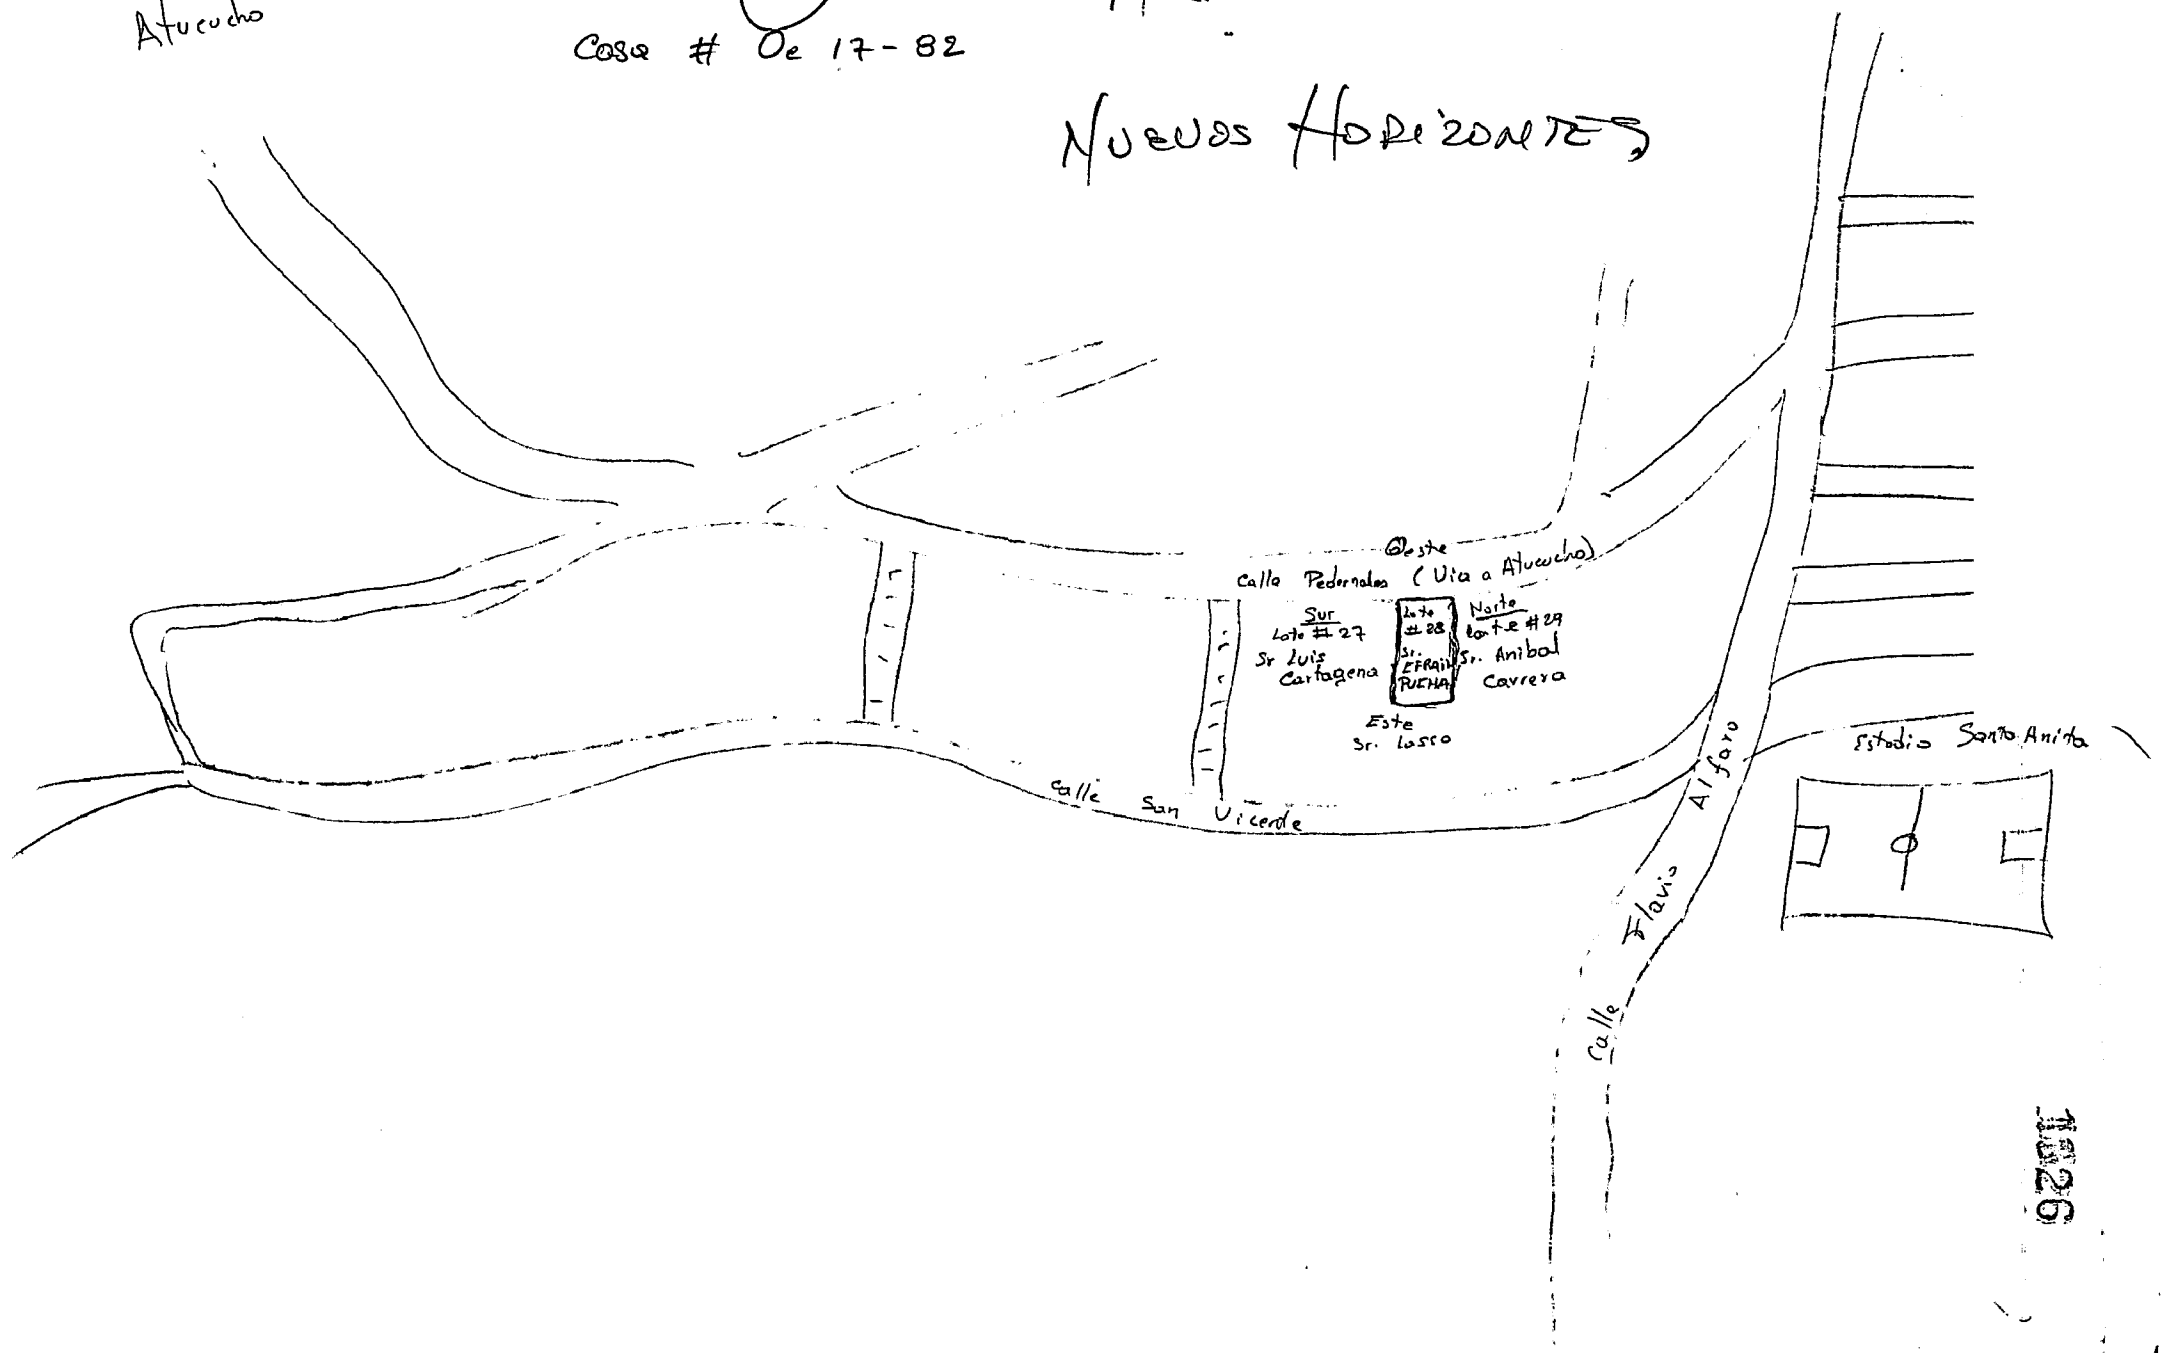 Atucucho
Casa # Oe 17-82
Nuevos HORIZONTES
Oeste
Calle Pedernales (Via a Atucucho)
Sur
Lote # 27
Sr Luis
Cartagena
Lote
# 28
Sr.
EFRAIN
Norte
Lote # 29
Sr. Anibal
Carrera
Este
Sr. Lasso
Calle San Vicente
Calle Flavio Alfaro
Estadio Santa Anita
1626